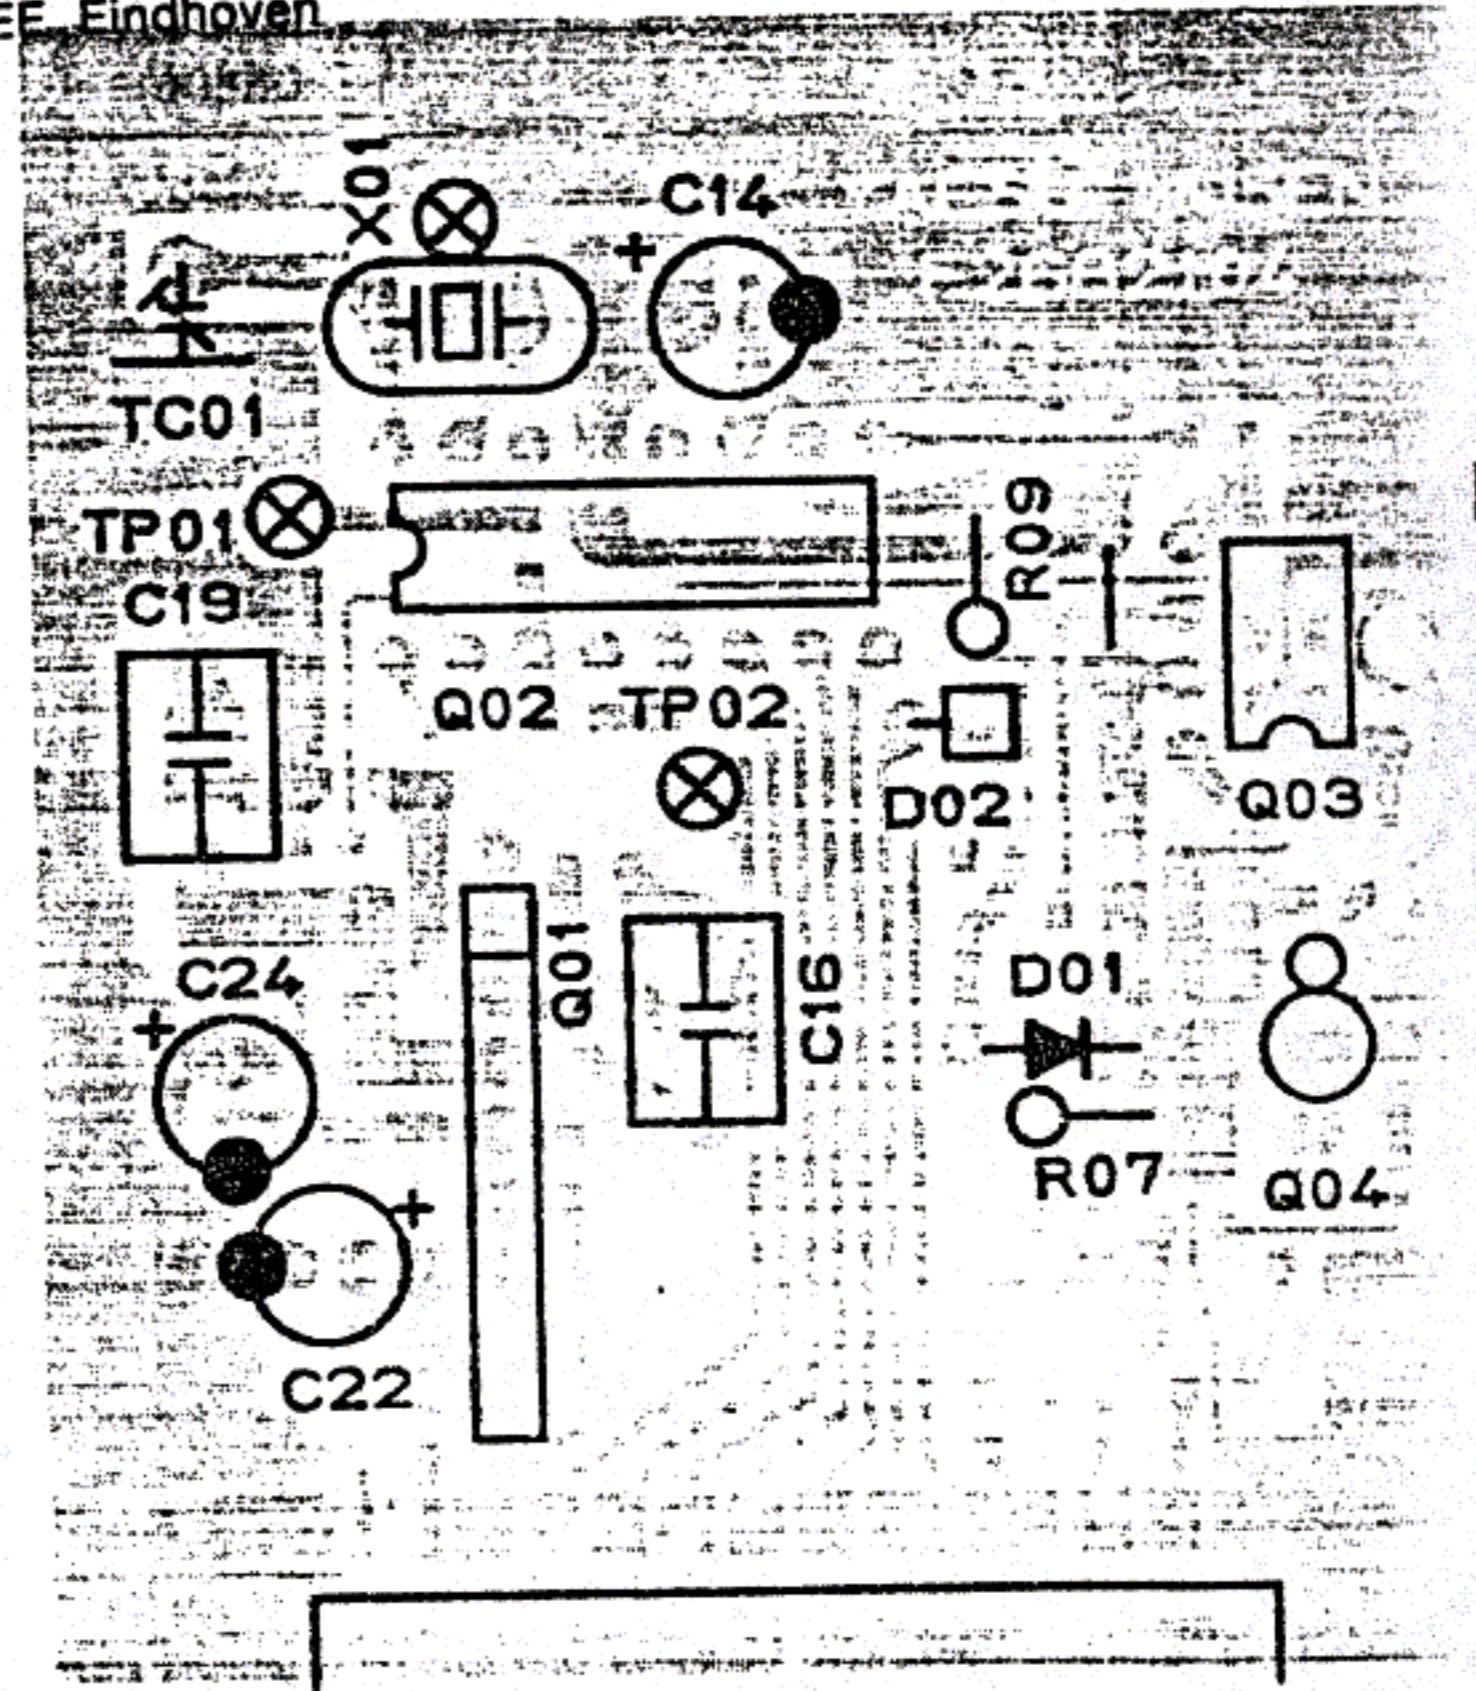 EE Eindhoven
X01
C14
TC01
TP01
R09
C19
Q02
TP02
D02
Q03
Q01
C24
C16
D01
R07
Q04
C22